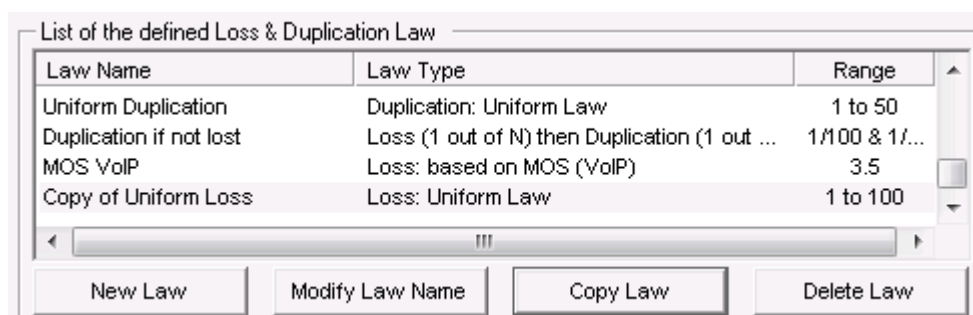 List of the defined Loss & Duplication Law
Law Name Law Type Range
Uniform Duplication Duplication: Uniform Law 1 to 50
Duplication if not lost Loss (1 out of N) then Duplication (1 out ... 1/100 & 1/...
MOS VoIP Loss: based on MOS (VoIP) 3.5
Copy of Uniform Loss Loss: Uniform Law 1 to 100
New Law Modify Law Name Copy Law Delete Law